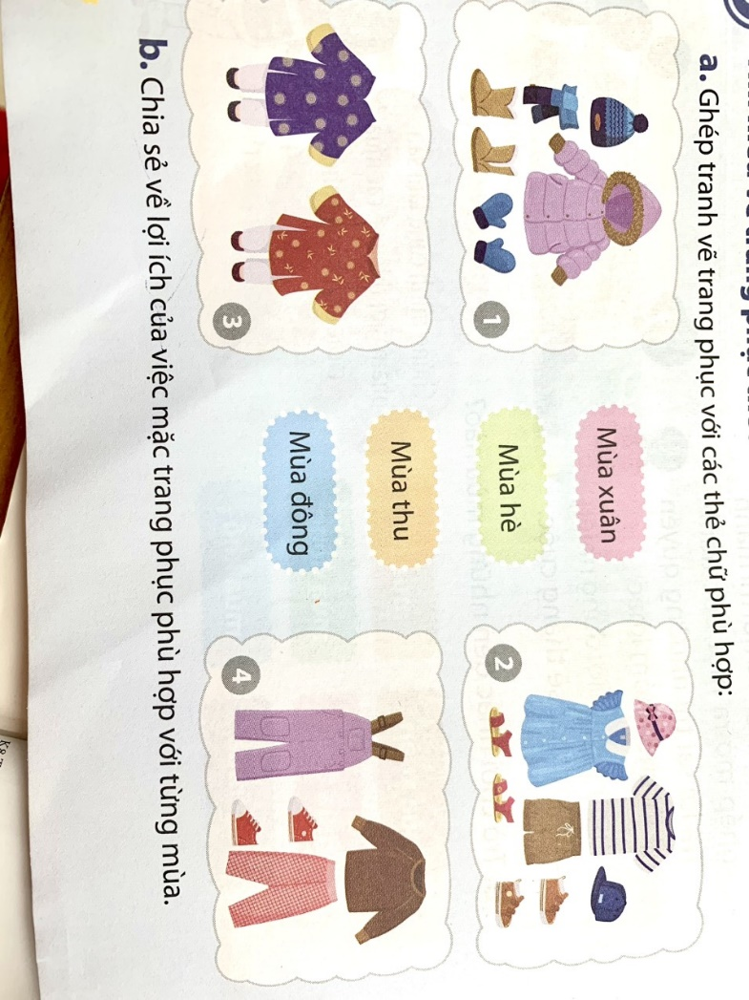 a. Ghép tranh vẽ trang phục với các thẻ chữ phù hợp:
1
2
Mùa xuân
Mùa hè
Mùa thu
Mùa đông
3
4
b. Chia sẻ về lợi ích của việc mặc trang phục phù hợp với từng mùa.